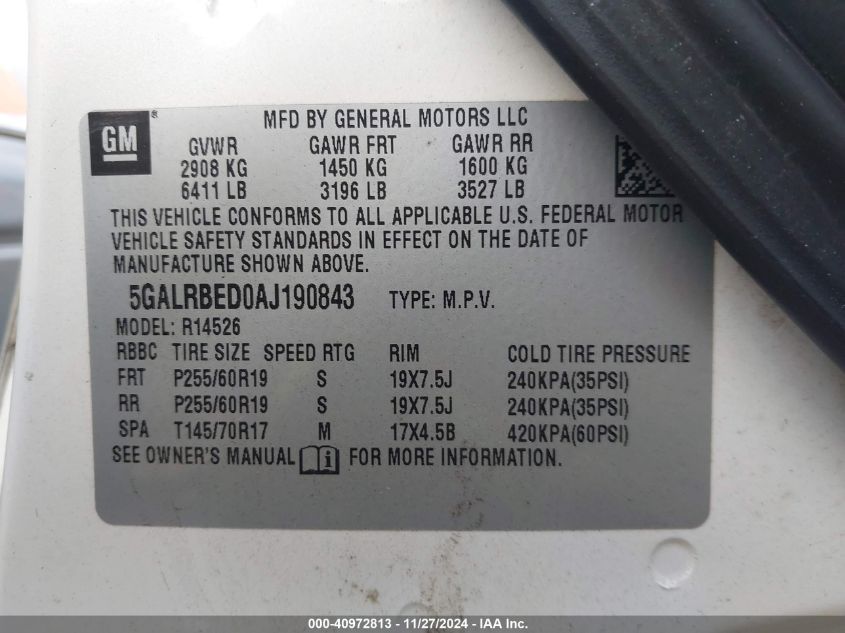 GM®
MFD BY GENERAL MOTORS LLC
GVWR GAWR FRT GAWR RR
2908 KG 1450 KG 1600 KG
6411 LB 3196 LB 3527 LB
THIS VEHICLE CONFORMS TO ALL APPLICABLE U.S. FEDERAL MOTOR
VEHICLE SAFETY STANDARDS IN EFFECT ON THE DATE OF
MANUFACTURE SHOWN ABOVE.
5GALRBED0AJ190843 TYPE: M.P.V.
MODEL: R14526
RBBC TIRE SIZE SPEED RTG RIM COLD TIRE PRESSURE
FRT P255/60R19 S 19X7.5J 240KPA(35PSI)
RR P255/60R19 S 19X7.5J 240KPA(35PSI)
SPA T145/70R17 M 17X4.5B 420KPA(60PSI)
SEE OWNER'S MANUAL i FOR MORE INFORMATION.
000-40972813 - 11/27/2024 - IAA Inc.